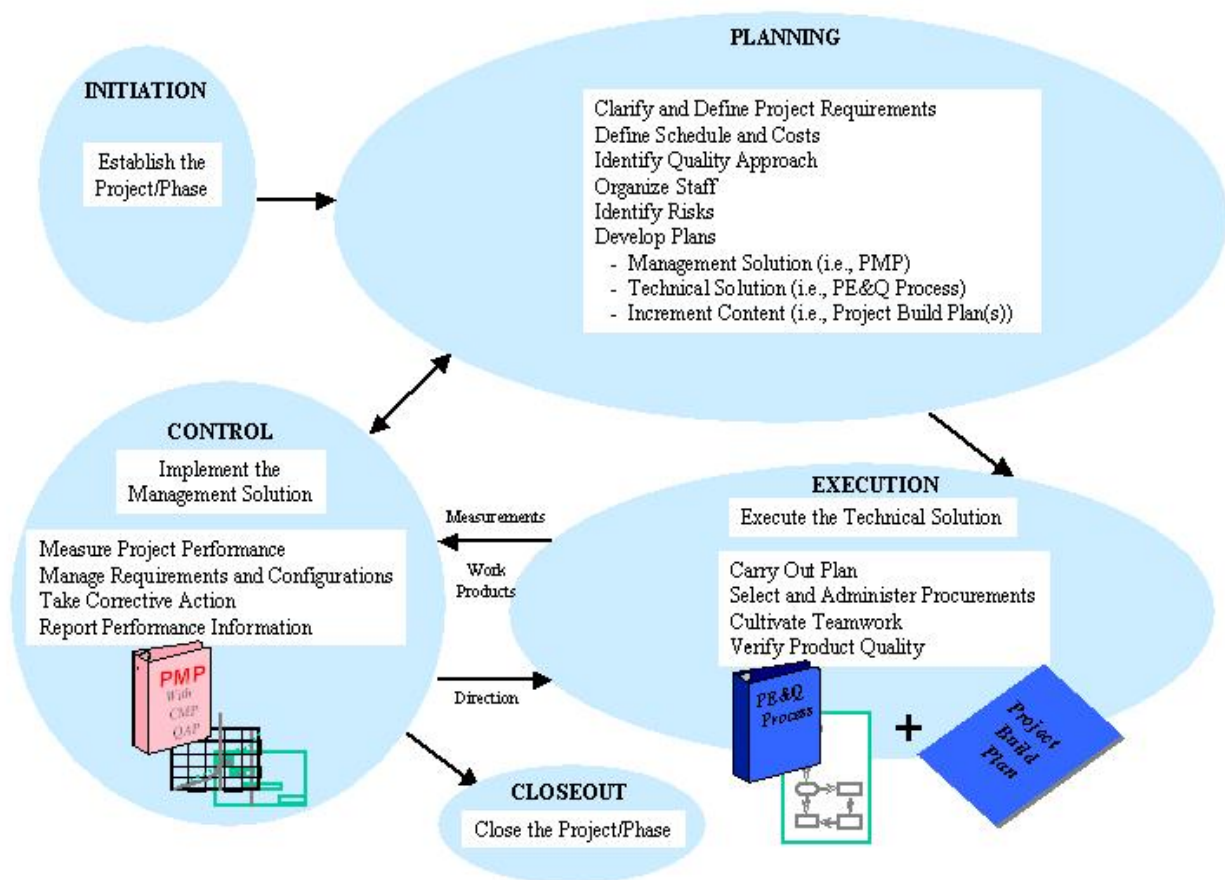 INITIATION
Establish the
Project/Phase
PLANNING
Clarify and Define Project Requirements
Define Schedule and Costs
Identify Quality Approach
Organize Staff
Identify Risks
Develop Plans
- Management Solution (i.e., PMP)
- Technical Solution (i.e., PE&Q Process)
- Increment Content (i.e., Project Build Plan(s))
CONTROL
Implement the
Management Solution
Measure Project Performance
Manage Requirements and Configurations
Take Corrective Action
Report Performance Information
PMP
With
CMP
QAP
Measurements
Work
Products
Direction
EXECUTION
Execute the Technical Solution
Carry Out Plan
Select and Administer Procurements
Cultivate Teamwork
Verify Product Quality
PE&Q
Process
+
Project
Build
Plan
CLOSEOUT
Close the Project/Phase